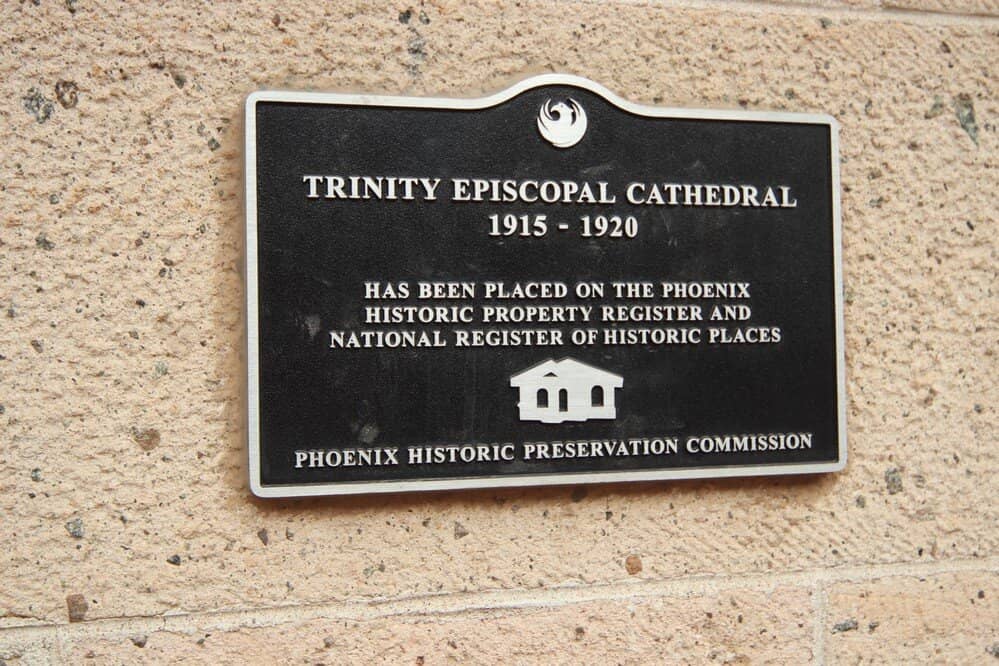 TRINITY EPISCOPAL CATHEDRAL
1915 - 1920
HAS BEEN PLACED ON THE PHOENIX
HISTORIC PROPERTY REGISTER AND
NATIONAL REGISTER OF HISTORIC PLACES
PHOENIX HISTORIC PRESERVATION COMMISSION